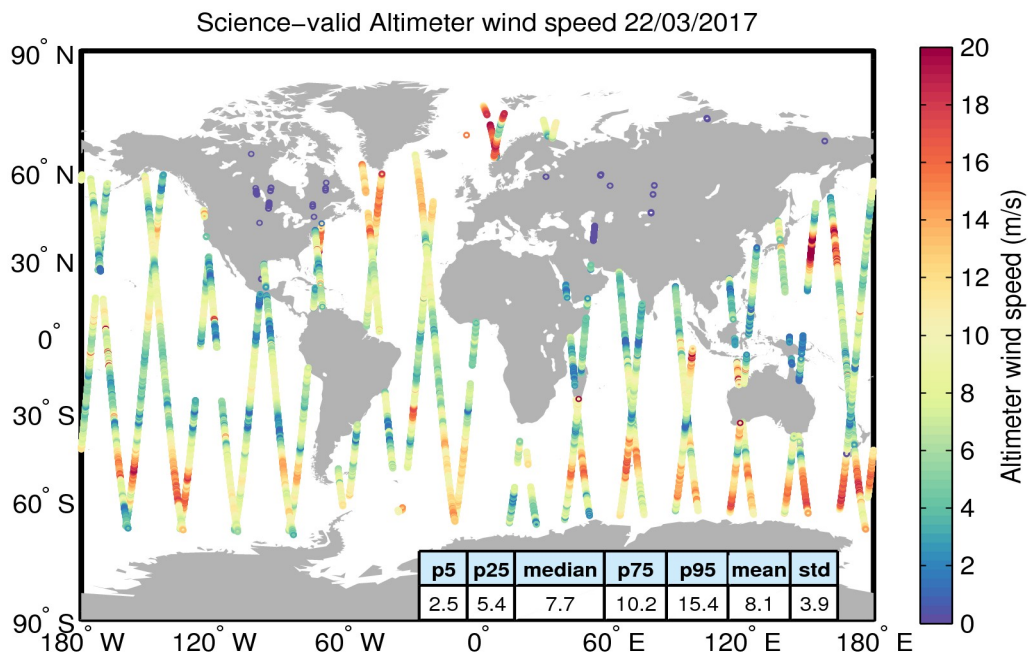 Science−valid Altimeter wind speed 22/03/2017
90° N
60° N
30° N
0°
30° S
60° S
90° S
180° W
120° W
60° W
0°
60° E
120° E
180° E
p5 p25 median p75 p95 mean std
2.5 5.4 7.7 10.2 15.4 8.1 3.9
20
18
16
14
12
10
8
6
4
2
0
Altimeter wind speed (m/s)